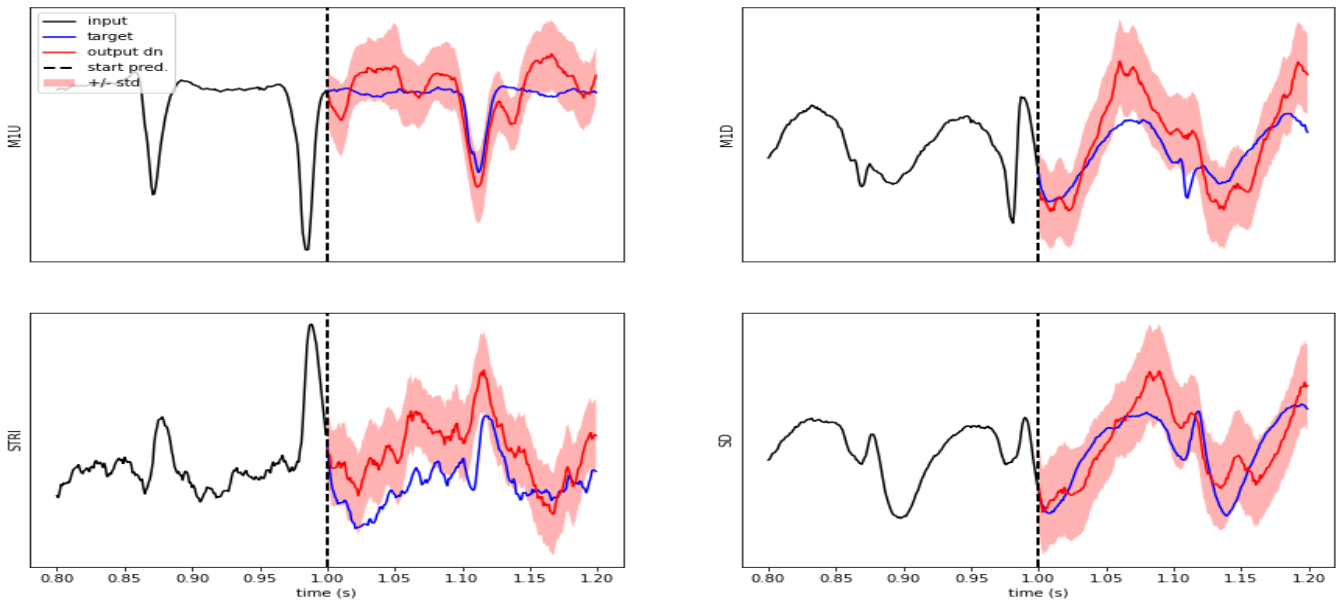 input
target
output dn
start pred.
+/- std
M1U
M1D
STRI
SD
0.80 0.85 0.90 0.95 1.00 1.05 1.10 1.15 1.20
time (s)
0.80 0.85 0.90 0.95 1.00 1.05 1.10 1.15 1.20
time (s)